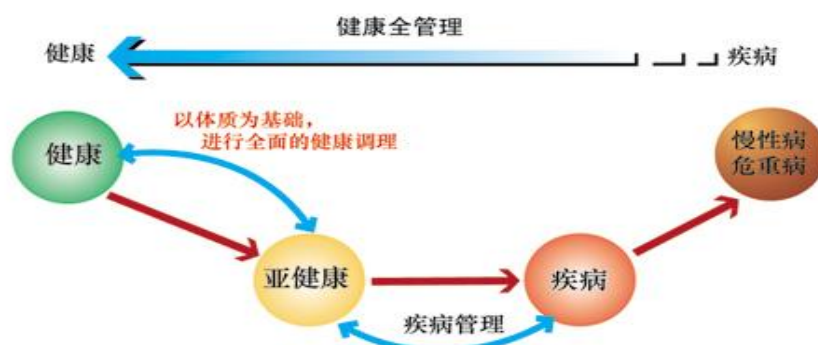 健康全管理
健康
疾病
以体质为基础，
进行全面的健康调理
健康
慢性病
危重病
亚健康
疾病
疾病管理